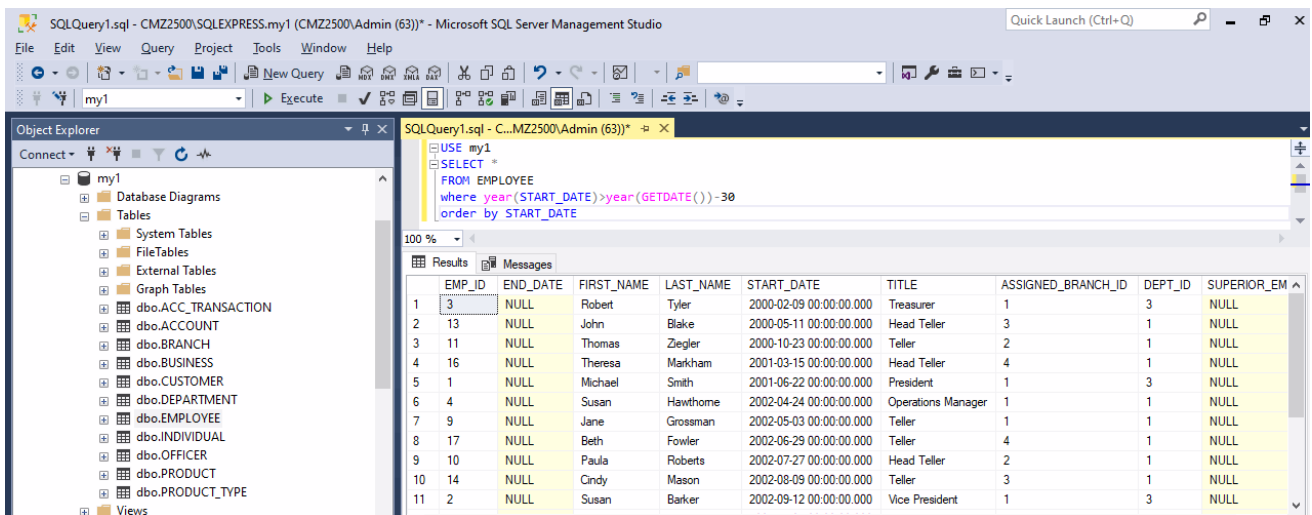 SQLQuery1.sql - CMZ2500\SQLEXPRESS.my1 (CMZ2500\Admin (63))* - Microsoft SQL Server Management Studio
Quick Launch (Ctrl+Q)
File Edit View Query Project Tools Window Help
New Query
my1
Execute
Object Explorer
Connect
my1
Database Diagrams
Tables
System Tables
FileTables
External Tables
Graph Tables
dbo.ACC_TRANSACTION
dbo.ACCOUNT
dbo.BRANCH
dbo.BUSINESS
dbo.CUSTOMER
dbo.DEPARTMENT
dbo.EMPLOYEE
dbo.INDIVIDUAL
dbo.OFFICER
dbo.PRODUCT
dbo.PRODUCT_TYPE
Views
SQLQuery1.sql - C...MZ2500\Admin (63))*
USE my1
SELECT *
FROM EMPLOYEE
where year(START_DATE)>year(GETDATE())-30
order by START_DATE
100 %
Results Messages
EMP_ID END_DATE FIRST_NAME LAST_NAME START_DATE TITLE ASSIGNED_BRANCH_ID DEPT_ID SUPERIOR_EM
1 3 NULL Robert Tyler 2000-02-09 00:00:00.000 Treasurer 1 3 NULL
2 13 NULL John Blake 2000-05-11 00:00:00.000 Head Teller 3 1 NULL
3 11 NULL Thomas Ziegler 2000-10-23 00:00:00.000 Teller 2 1 NULL
4 16 NULL Theresa Markham 2001-03-15 00:00:00.000 Head Teller 4 1 NULL
5 1 NULL Michael Smith 2001-06-22 00:00:00.000 President 1 3 NULL
6 4 NULL Susan Hawthorne 2002-04-24 00:00:00.000 Operations Manager 1 1 NULL
7 9 NULL Jane Grossman 2002-05-03 00:00:00.000 Teller 1 1 NULL
8 17 NULL Beth Fowler 2002-06-29 00:00:00.000 Teller 4 1 NULL
9 10 NULL Paula Roberts 2002-07-27 00:00:00.000 Head Teller 2 1 NULL
10 14 NULL Cindy Mason 2002-08-09 00:00:00.000 Teller 3 1 NULL
11 2 NULL Susan Barker 2002-09-12 00:00:00.000 Vice President 1 3 NULL